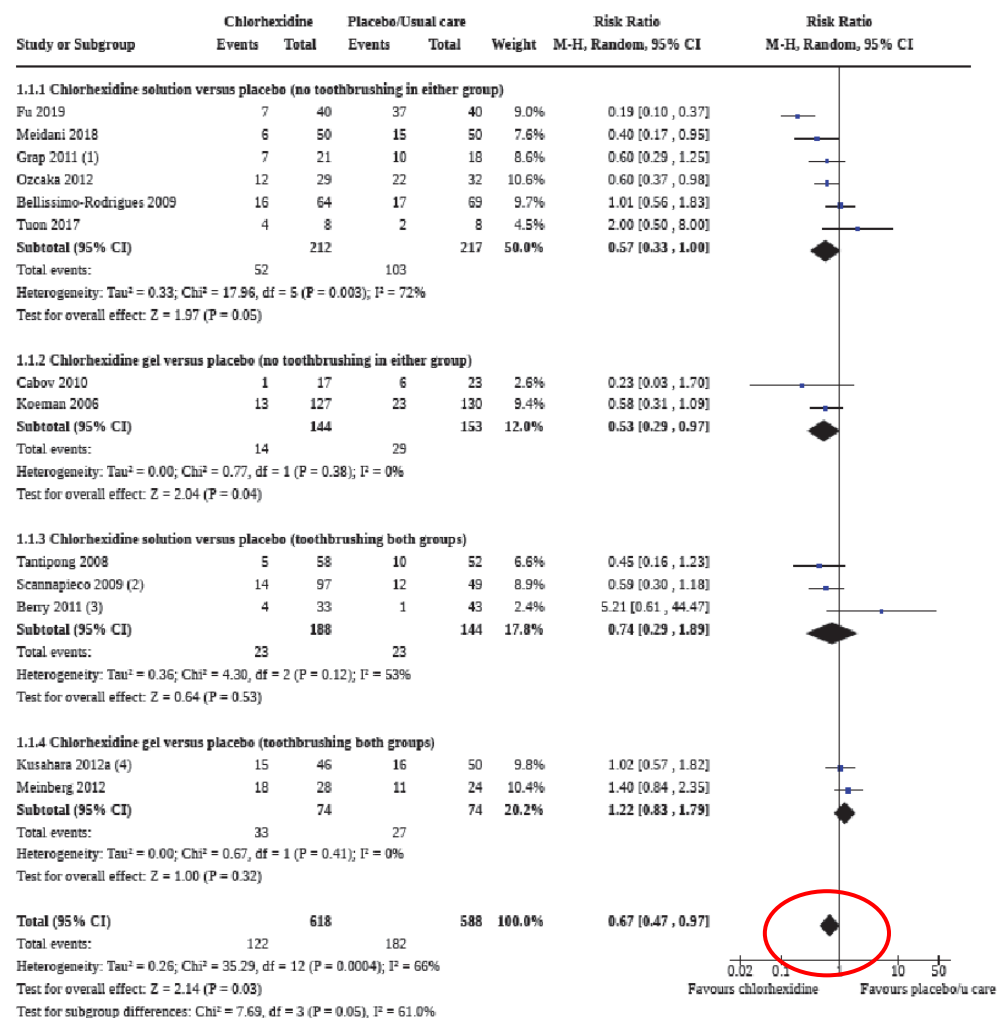 Chlorhexidine Placebo/Usual care Risk Ratio Risk Ratio
Study or Subgroup Events Total Events Total Weight M-H, Random, 95% CI M-H, Random, 95% CI
1.1.1 Chlorhexidine solution versus placebo (no toothbrushing in either group)
Fu 2019 7 40 37 40 9.0% 0.19 [0.10 , 0.37]
Meidani 2018 6 50 15 50 7.6% 0.40 [0.17 , 0.95]
Grap 2011 (1) 7 21 10 18 8.6% 0.60 [0.29 , 1.25]
Ozcaka 2012 12 29 22 32 10.6% 0.60 [0.37 , 0.98]
Bellissimo-Rodrigues 2009 16 64 17 69 9.7% 1.01 [0.56 , 1.83]
Tuon 2017 4 8 2 8 4.5% 2.00 [0.50 , 8.00]
Subtotal (95% CI) 212 217 50.0% 0.57 [0.33 , 1.00]
Total events: 52 103
Heterogeneity: Tau² = 0.33; Chi² = 17.96, df = 5 (P = 0.003); I² = 72%
Test for overall effect: Z = 1.97 (P = 0.05)
1.1.2 Chlorhexidine gel versus placebo (no toothbrushing in either group)
Cabov 2010 1 17 6 23 2.6% 0.23 [0.03 , 1.70]
Koeman 2006 13 127 23 130 9.4% 0.58 [0.31 , 1.09]
Subtotal (95% CI) 144 153 12.0% 0.53 [0.29 , 0.97]
Total events: 14 29
Heterogeneity: Tau² = 0.00; Chi² = 0.77, df = 1 (P = 0.38); I² = 0%
Test for overall effect: Z = 2.04 (P = 0.04)
1.1.3 Chlorhexidine solution versus placebo (toothbrushing both groups)
Tantipong 2008 5 58 10 52 6.6% 0.45 [0.16 , 1.23]
Scannapieco 2009 (2) 14 97 12 49 8.9% 0.59 [0.30 , 1.18]
Berry 2011 (3) 4 33 1 43 2.4% 5.21 [0.61 , 44.47]
Subtotal (95% CI) 188 144 17.8% 0.74 [0.29 , 1.89]
Total events: 23 23
Heterogeneity: Tau² = 0.36; Chi² = 4.30, df = 2 (P = 0.12); I² = 53%
Test for overall effect: Z = 0.64 (P = 0.53)
1.1.4 Chlorhexidine gel versus placebo (toothbrushing both groups)
Kusahara 2012a (4) 15 46 16 50 9.8% 1.02 [0.57 , 1.82]
Meinberg 2012 18 28 11 24 10.4% 1.40 [0.84 , 2.35]
Subtotal (95% CI) 74 74 20.2% 1.22 [0.83 , 1.79]
Total events: 33 27
Heterogeneity: Tau² = 0.00; Chi² = 0.67, df = 1 (P = 0.41); I² = 0%
Test for overall effect: Z = 1.00 (P = 0.32)
Total (95% CI) 618 588 100.0% 0.67 [0.47 , 0.97]
Total events: 122 182
Heterogeneity: Tau² = 0.26; Chi² = 35.29, df = 12 (P = 0.0004); I² = 66%
0.02 0.1 1 10 50
Test for overall effect: Z = 2.14 (P = 0.03)
Favours chlorhexidine Favours placebo/u care
Test for subgroup differences: Chi² = 7.69, df = 3 (P = 0.05), I² = 61.0%